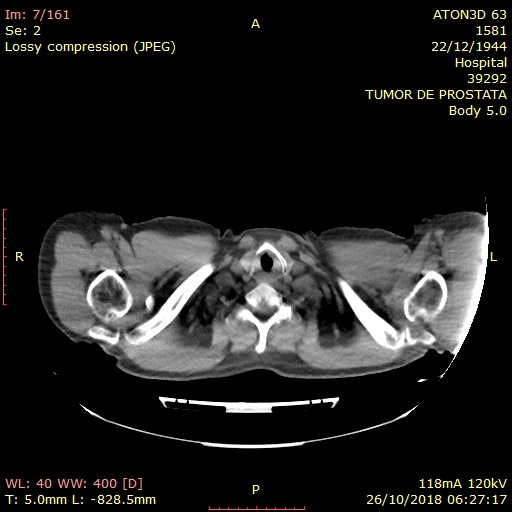 Im: 7/161
Se: 2
Lossy compression (JPEG)
A
ATON3D 63
1581
22/12/1944
Hospital
39292
TUMOR DE PROSTATA
Body 5.0
R
L
WL: 40 WW: 400 [D]
T: 5.0mm L: -828.5mm
P
118mA 120kV
26/10/2018 06:27:17